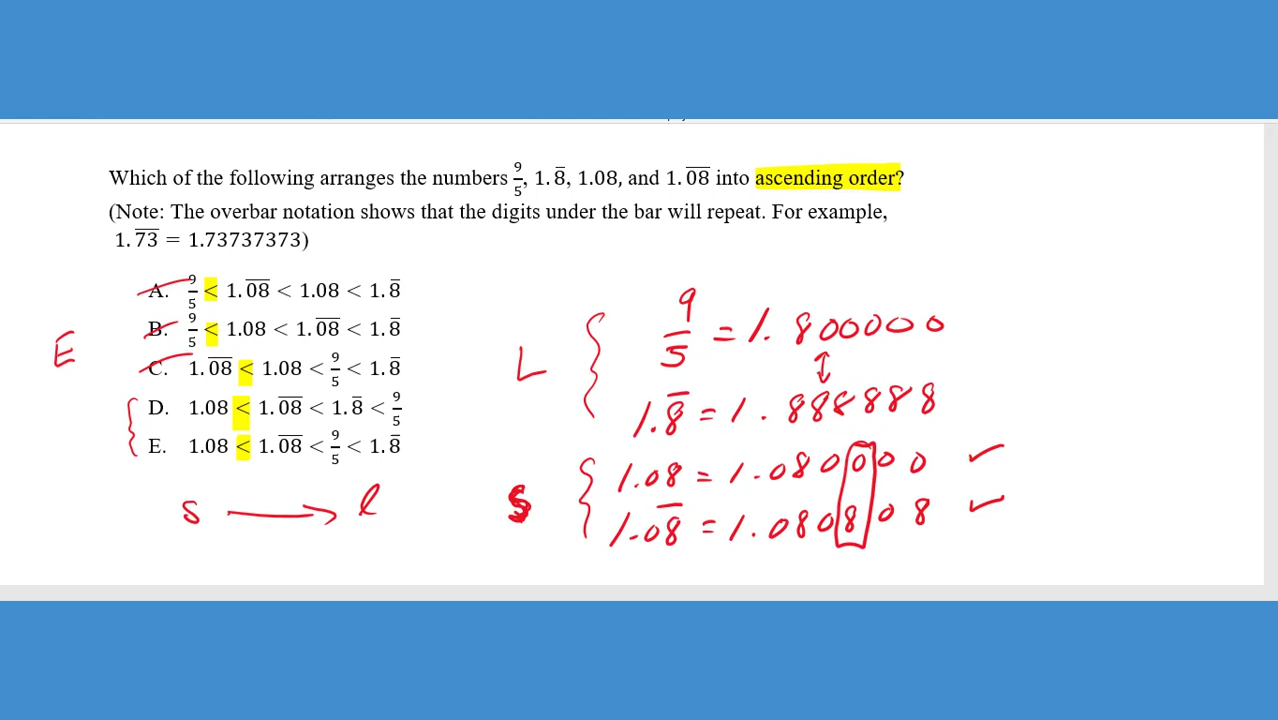 Which of the following arranges the numbers 9/5, 1.8̅, 1.08, and 1.0̅8̅ into ascending order?
(Note: The overbar notation shows that the digits under the bar will repeat. For example,
1.7̅3̅ = 1.73737373)
A. 9/5 < 1.0̅8̅ < 1.08 < 1.8̅
B. 9/5 < 1.08 < 1.0̅8̅ < 1.8̅
C. 1.0̅8̅ < 1.08 < 9/5 < 1.8̅
D. 1.08 < 1.0̅8̅ < 1.8̅ < 9/5
E. 1.08 < 1.0̅8̅ < 9/5 < 1.8̅
E
s → l
L
9/5 = 1.800000
1.8̅ = 1.888888
S
1.08 = 1.080000
1.0̅8̅ = 1.080808